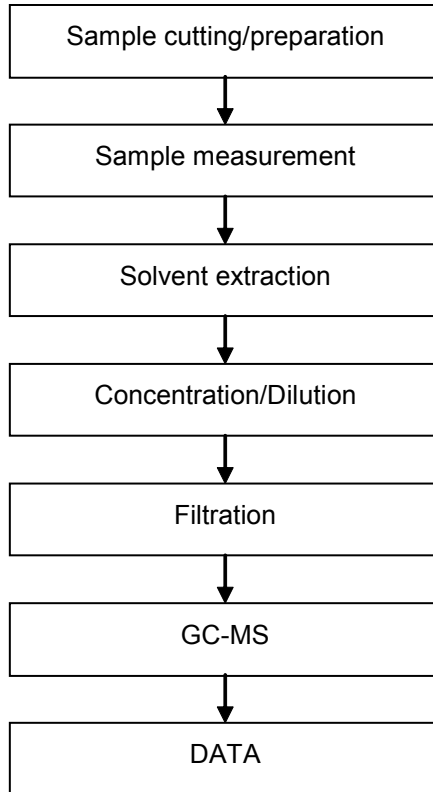 Sample cutting/preparation
Sample measurement
Solvent extraction
Concentration/Dilution
Filtration
GC-MS
DATA